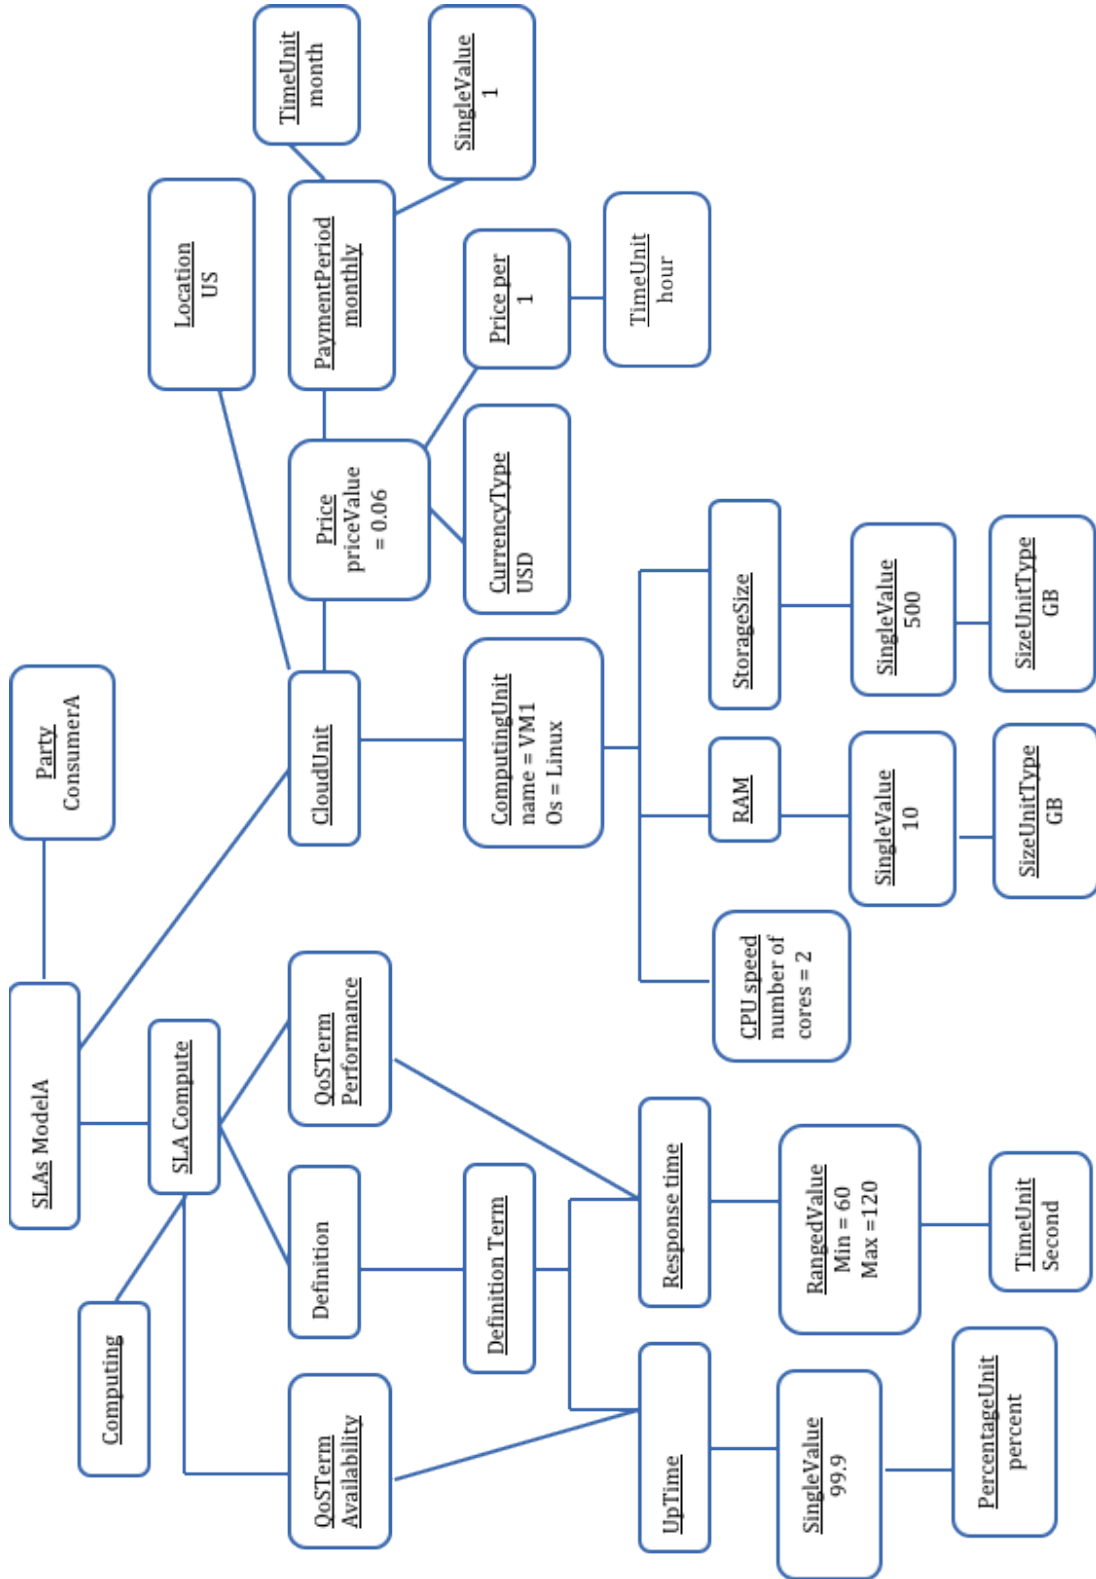 SLAs ModelA
Party
ConsumerA
Computing
SLA Compute
Location
US
QoSTerm
Availability
Definition
QoSTerm
Performance
CloudUnit
Price
priceValue
= 0.06
PaymentPeriod
monthly
TimeUnit
month
SingleValue
1
Definition Term
ComputingUnit
name = VM1
Os = Linux
CurrencyType
USD
Price per
1
TimeUnit
hour
UpTime
Response time
CPU speed
number of
cores = 2
RAM
StorageSize
SingleValue
99.9
RangedValue
Min = 60
Max =120
SingleValue
10
SingleValue
500
PercentageUnit
percent
TimeUnit
Second
SizeUnitType
GB
SizeUnitType
GB